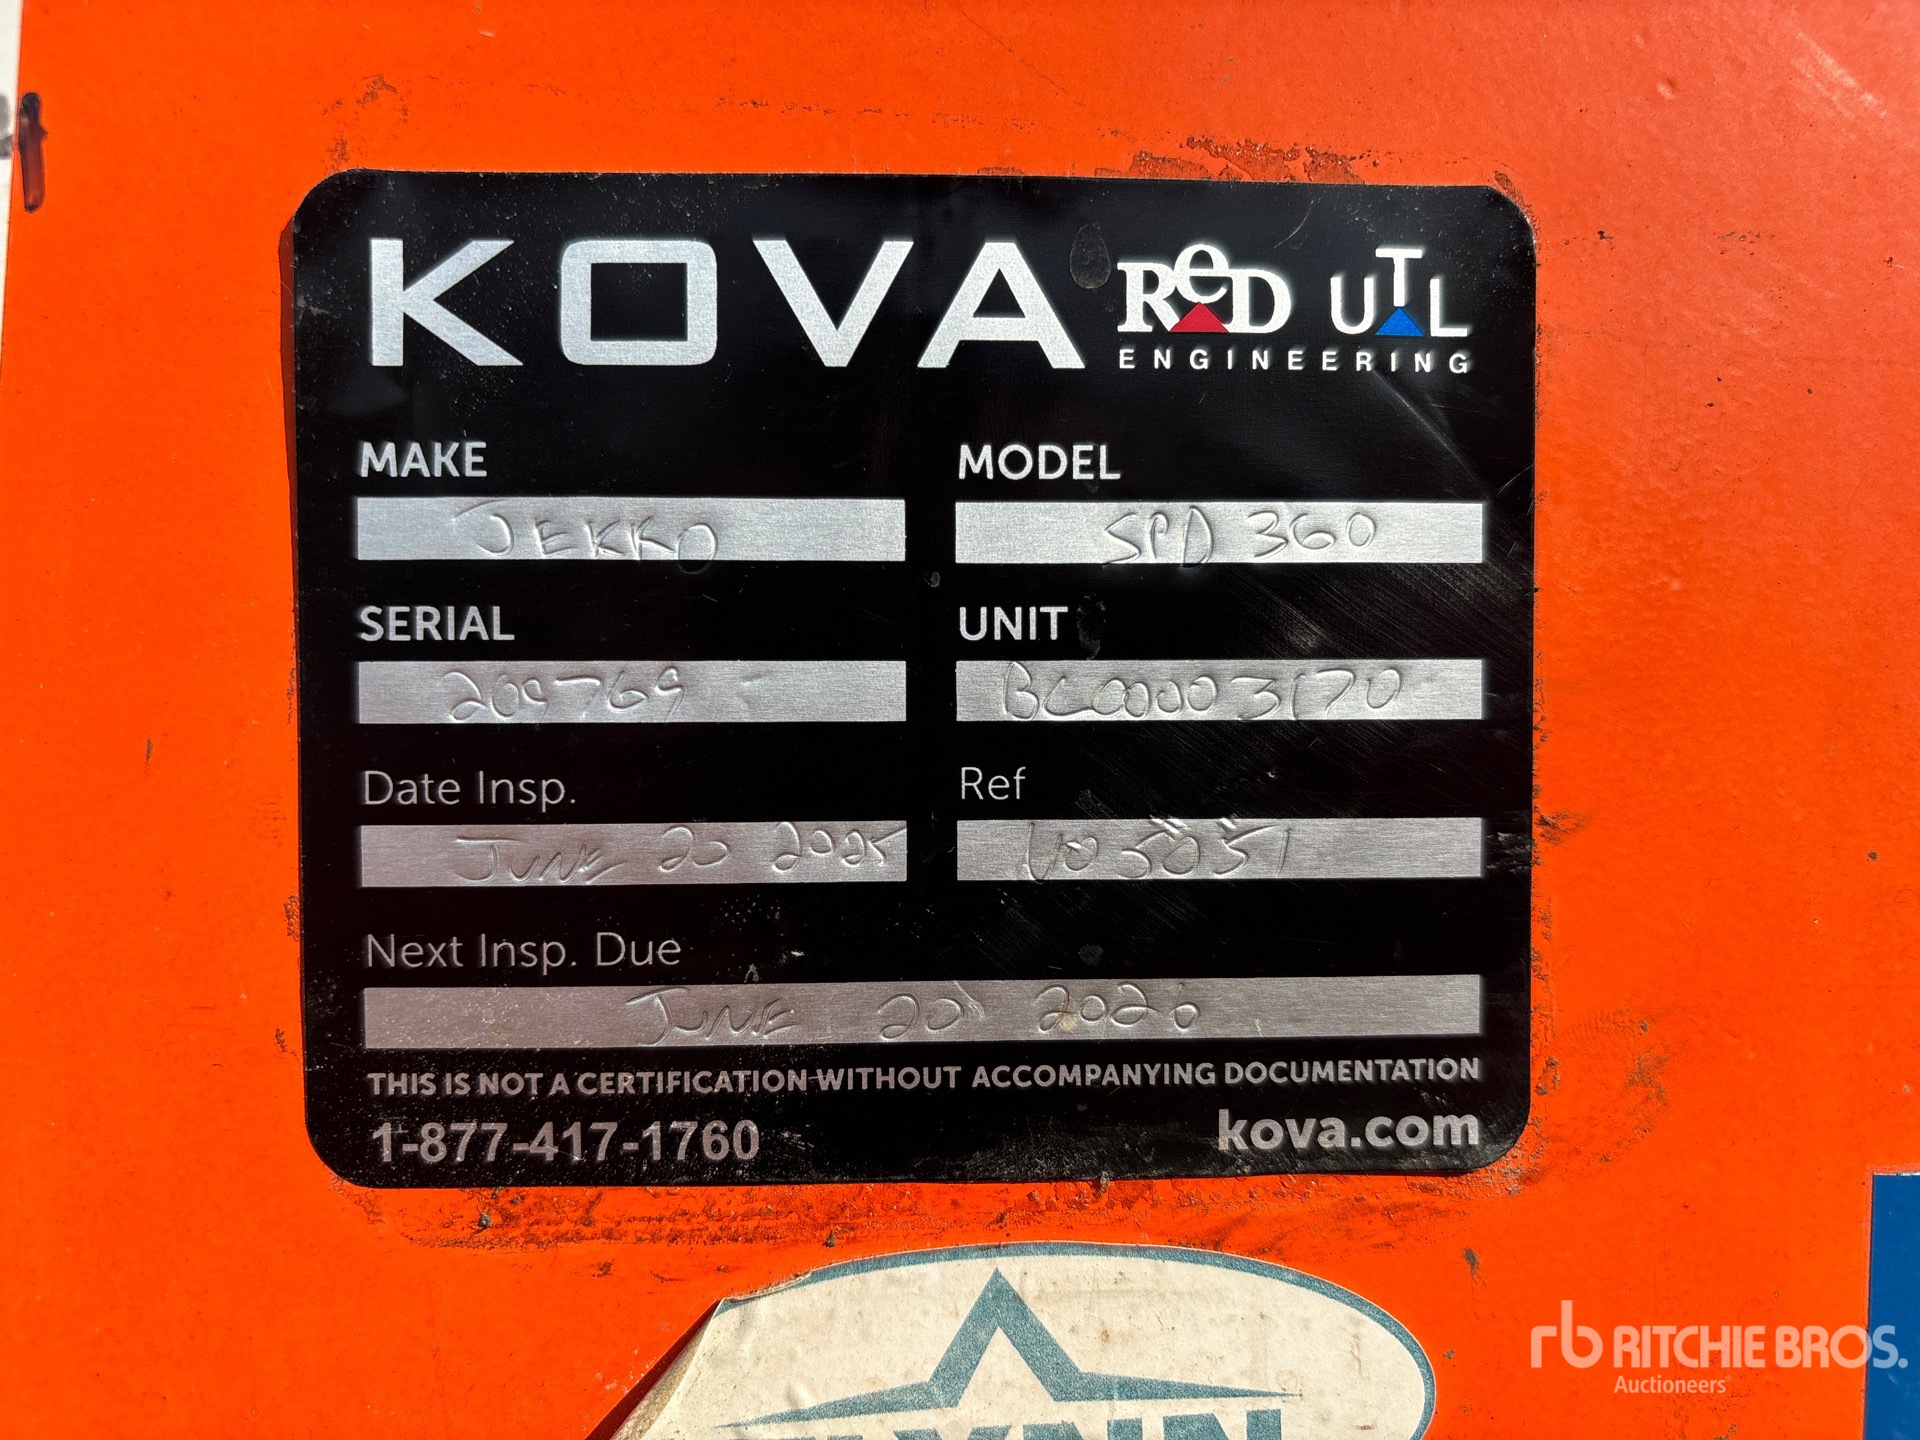 KOVA ReD UTL
ENGINEERING
MAKE MODEL
JEKKO SPD 360
SERIAL UNIT
209769 BC00003170
Date Insp. Ref
JUNE 20 2025
Next Insp. Due
JUNE 20 2026
THIS IS NOT A CERTIFICATION WITHOUT ACCOMPANYING DOCUMENTATION
1-877-417-1760 kova.com
rb RITCHIE BROS.
Auctioneers